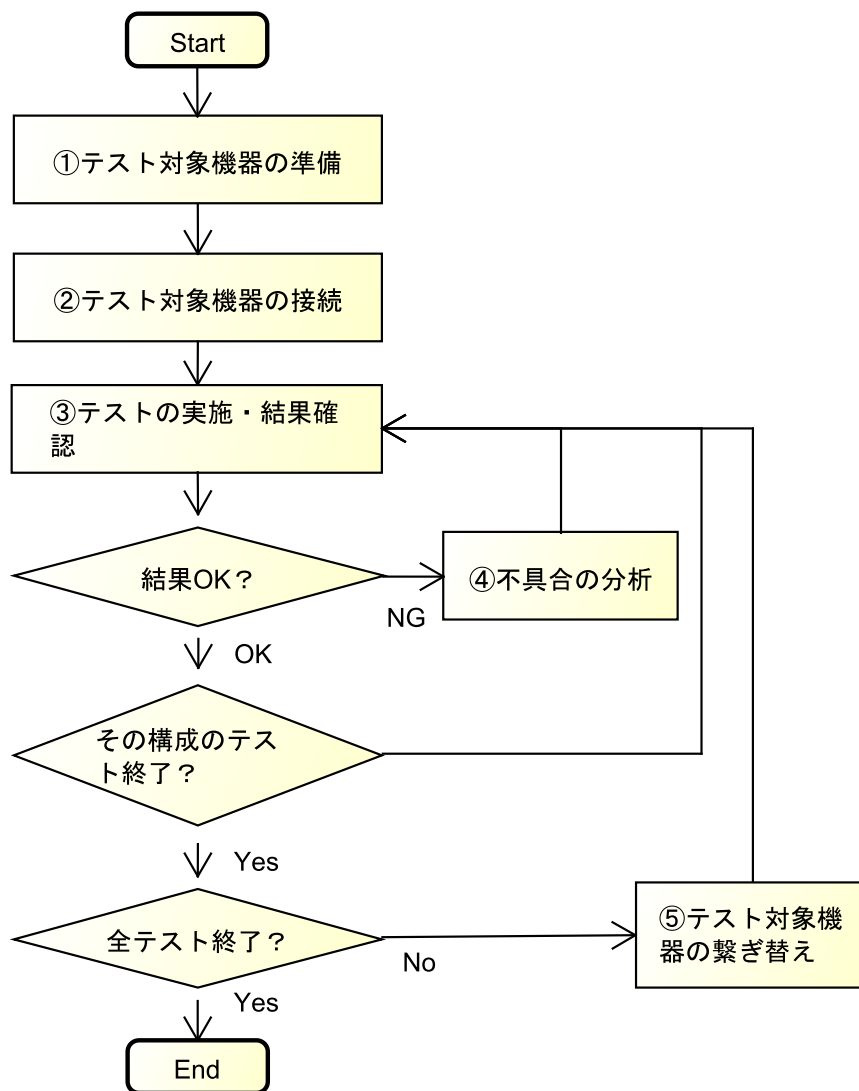 Start
①テスト対象機器の準備
②テスト対象機器の接続
③テストの実施・結果確
認
結果OK？
NG
④不具合の分析
OK
その構成のテス
ト終了？
Yes
全テスト終了？
No
⑤テスト対象機
器の繋ぎ替え
Yes
End